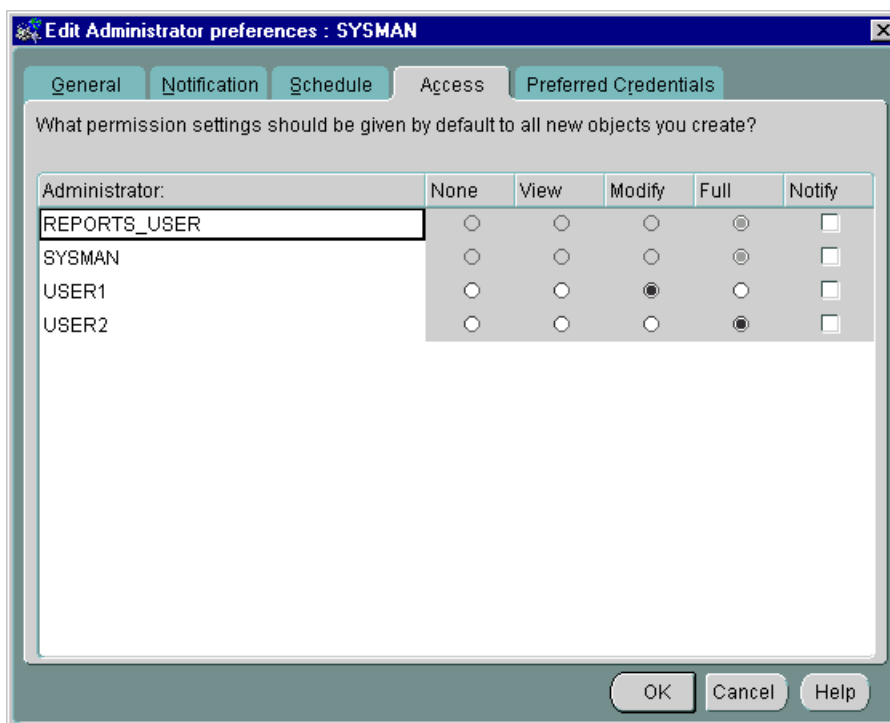 Edit Administrator preferences : SYSMAN
General Notification Schedule Access Preferred Credentials
What permission settings should be given by default to all new objects you create?
Administrator: None View Modify Full Notify
REPORTS_USER
SYSMAN
USER1
USER2
OK Cancel Help